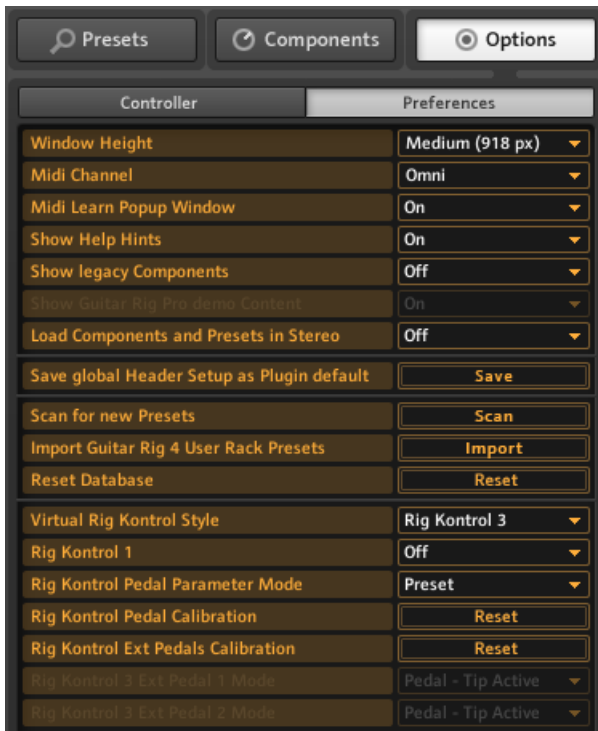 Presets Components Options
Controller Preferences
Window Height Medium (918 px)
Midi Channel Omni
Midi Learn Popup Window On
Show Help Hints On
Show legacy Components Off
Show Guitar Rig Pro demo Content On
Load Components and Presets in Stereo Off
Save global Header Setup as Plugin default Save
Scan for new Presets Scan
Import Guitar Rig 4 User Rack Presets Import
Reset Database Reset
Virtual Rig Kontrol Style Rig Kontrol 3
Rig Kontrol 1 Off
Rig Kontrol Pedal Parameter Mode Preset
Rig Kontrol Pedal Calibration Reset
Rig Kontrol Ext Pedals Calibration Reset
Rig Kontrol 3 Ext Pedal 1 Mode Pedal - Tip Active
Rig Kontrol 3 Ext Pedal 2 Mode Pedal - Tip Active